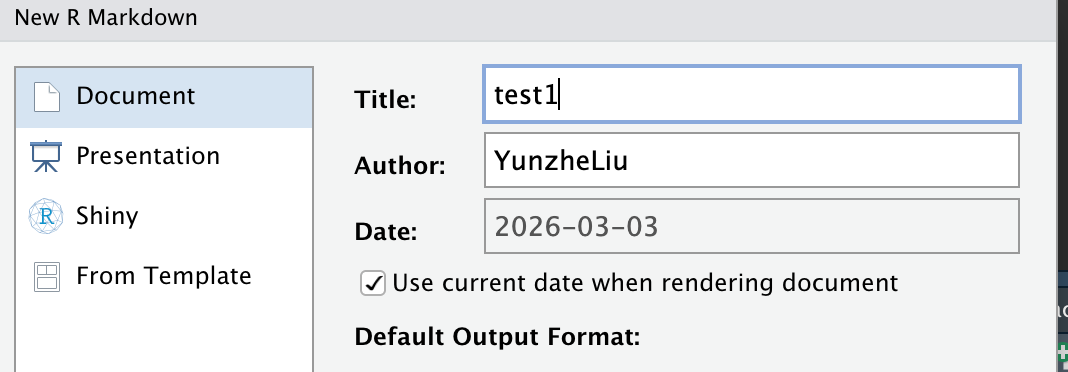 New R Markdown
Document
Presentation
Shiny
From Template
Title:
test1
Author:
YunzheLiu
Date:
2026-03-03
Use current date when rendering document
Default Output Format: